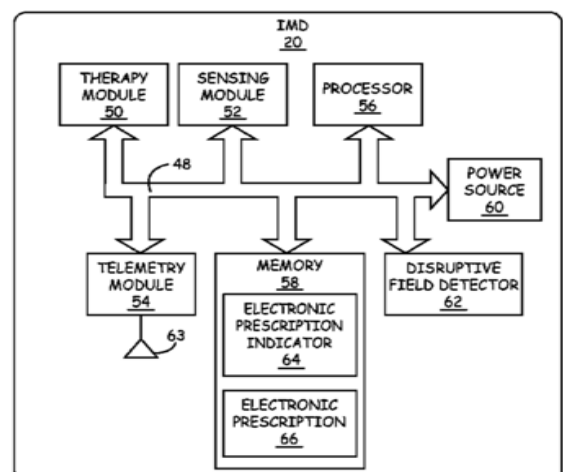 IMD
20
THERAPY
MODULE
50
SENSING
MODULE
52
PROCESSOR
56
48
POWER
SOURCE
60
TELEMETRY
MODULE
54
63
MEMORY
58
ELECTRONIC
PRESCRIPTION
INDICATOR
64
ELECTRONIC
PRESCRIPTION
66
DISRUPTIVE
FIELD DETECTOR
62